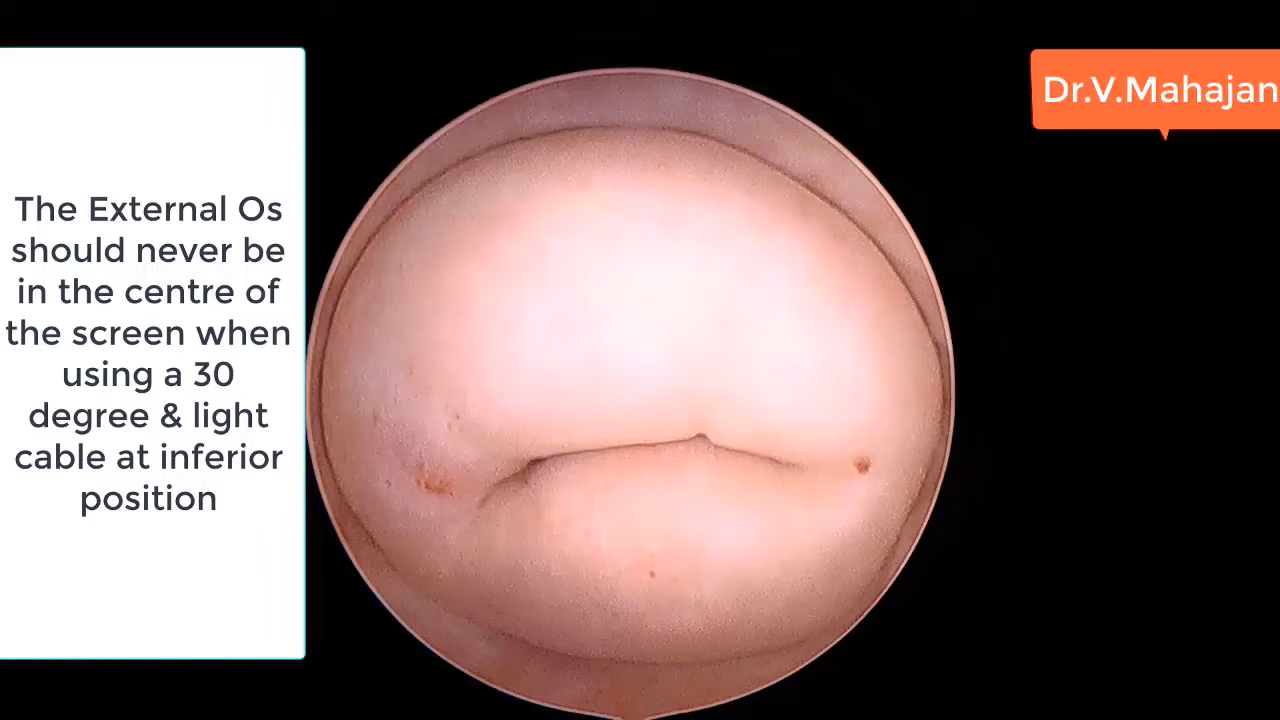 The External Os
should never be
in the centre of
the screen when
using a 30
degree & light
cable at inferior
position
Dr.V.Mahajan